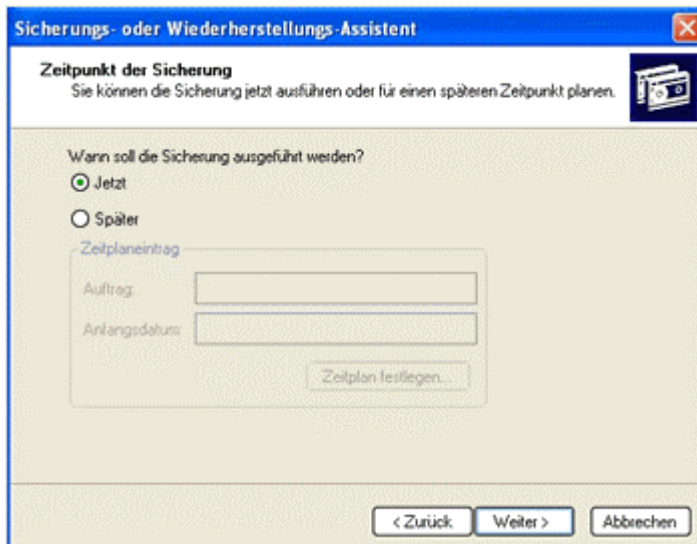 Sicherungs- oder Wiederherstellungs-Assistent
Zeitpunkt der Sicherung
Sie können die Sicherung jetzt ausführen oder für einen späteren Zeitpunkt planen.
Wann soll die Sicherung ausgeführt werden?
Jetzt
Später
Zeitplaneintrag
Auftrag:
Anfangsdatum:
Zeitplan festlegen...
< Zurück
Weiter >
Abbrechen